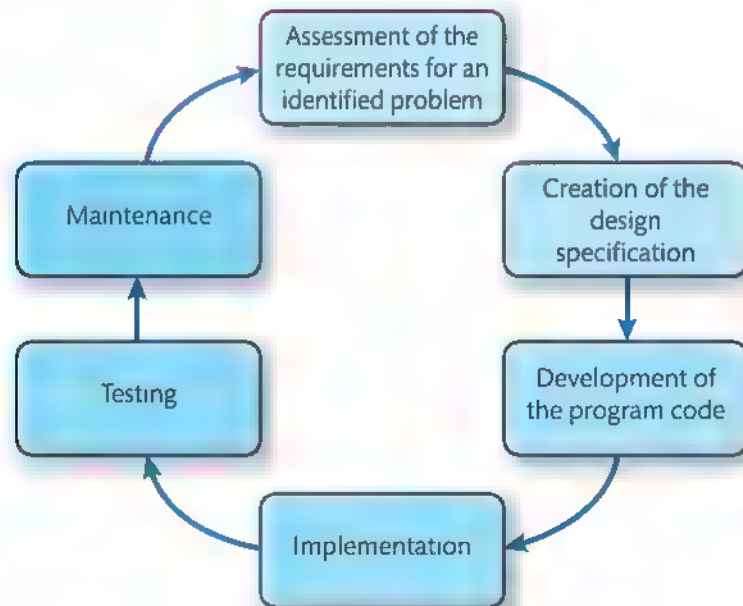 Assessment of the
requirements for an
identified problem
Creation of the
design
specification
Development of
the program code
Implementation
Testing
Maintenance